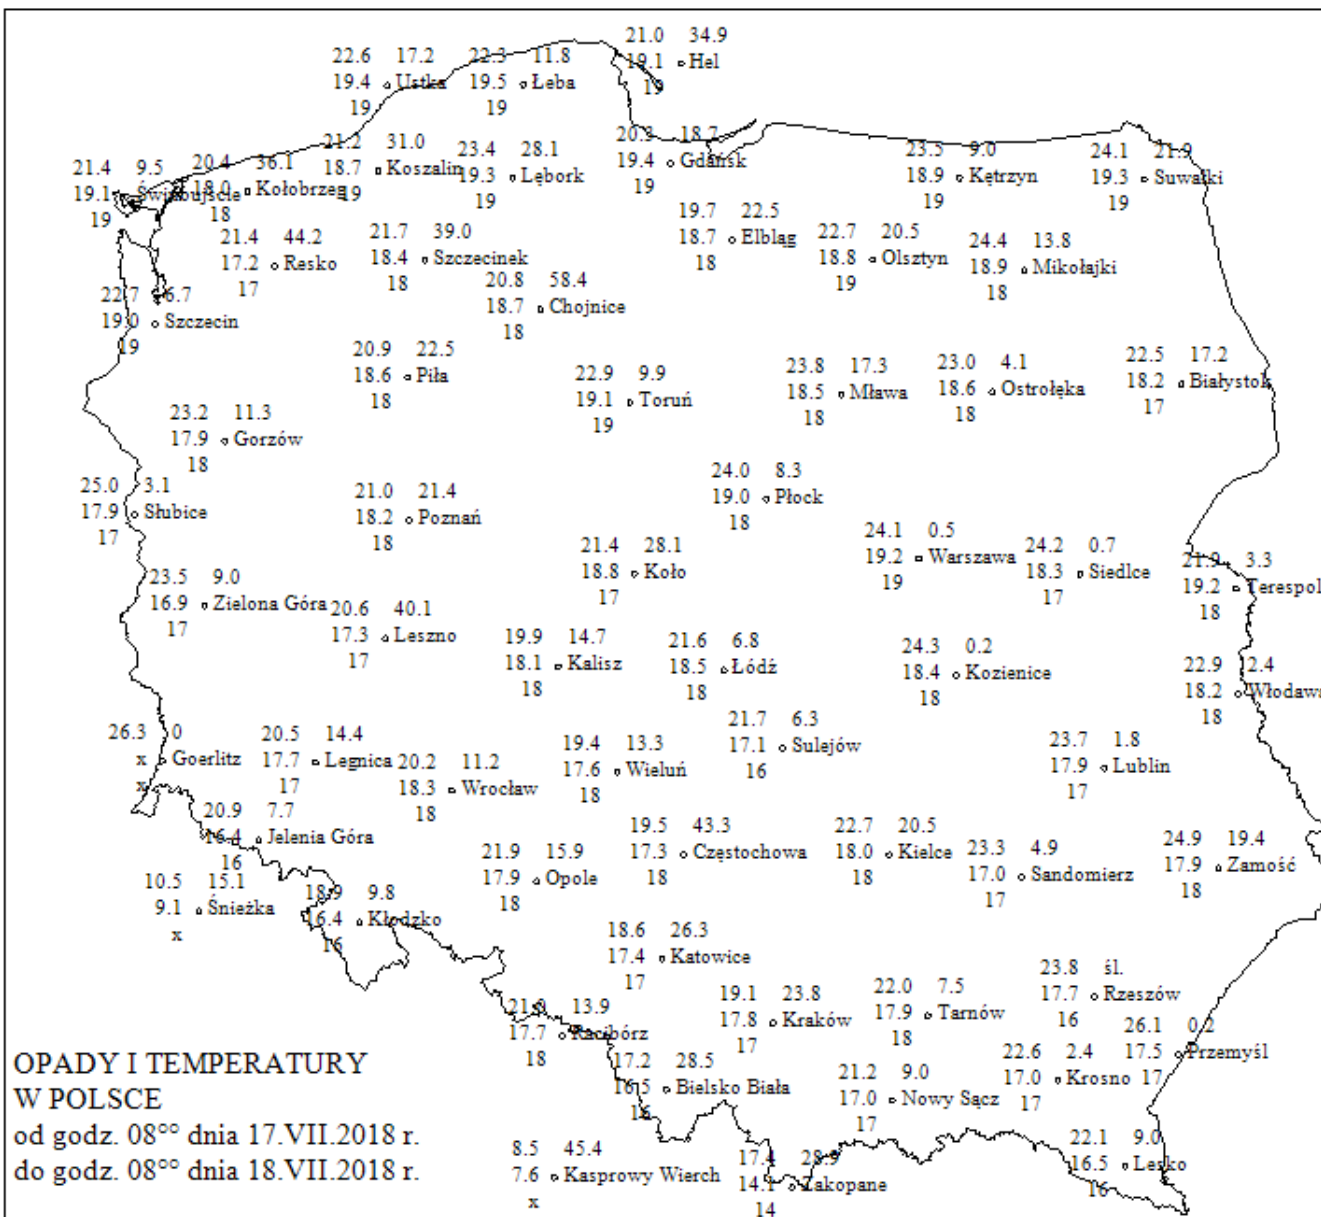 21.0 34.9
19.1 Hel
19
22.6 17.2
19.4 Ustka
19
22.3 11.8
19.5 Łeba
19
21.2 31.0
18.7 Koszalin
19
23.4 28.1
19.3 Lębork
19
20.3 18.7
19.4 Gdańsk
19
23.5 9.0
18.9 Kętrzyn
19
24.1 21.9
19.3 Suwałki
19
21.4 9.5
19.1 Świnoujście
19
20.4 36.1
18.0 Kołobrzeg
18
19.7 22.5
18.7 Elbląg
18
21.4 44.2
17.2 Resko
17
21.7 39.0
18.4 Szczecinek
18
22.7 20.5
18.8 Olsztyn
19
24.4 13.8
18.9 Mikołajki
18
20.8 58.4
18.7 Chojnice
18
22.7 6.7
19.0 Szczecin
19
20.9 22.5
18.6 Piła
18
22.9 9.9
19.1 Toruń
19
23.8 17.3
18.5 Mława
18
23.0 4.1
18.6 Ostrołęka
18
22.5 17.2
18.2 Białystok
17
23.2 11.3
17.9 Gorzów
18
24.0 8.3
19.0 Płock
18
25.0 3.1
17.9 Słubice
17
21.0 21.4
18.2 Poznań
18
21.4 28.1
18.8 Koło
17
24.1 0.5
19.2 Warszawa
19
24.2 0.7
18.3 Siedlce
17
21.9 3.3
19.2 Terespol
18
23.5 9.0
16.9 Zielona Góra
17
20.6 40.1
17.3 Leszno
17
19.9 14.7
18.1 Kalisz
18
21.6 6.8
18.5 Łódź
18
24.3 0.2
18.4 Kozienice
18
22.9 2.4
18.2 Włodawa
18
26.3 0
x Goerlitz
x
20.5 14.4
17.7 Legnica
17
20.2 11.2
18.3 Wrocław
18
19.4 13.3
17.6 Wieluń
18
21.7 6.3
17.1 Sulejów
16
23.7 1.8
17.9 Lublin
17
20.9 7.7
16.4 Jelenia Góra
16
19.5 43.3
17.3 Częstochowa
18
22.7 20.5
18.0 Kielce
18
23.3 4.9
17.0 Sandomierz
17
24.9 19.4
17.9 Zamość
18
21.9 15.9
17.9 Opole
18
10.5 15.1
9.1 Śnieżka
x
18.9 9.8
16.4 Kłodzko
16
18.6 26.3
17.4 Katowice
17
23.8 śl.
17.7 Rzeszów
16
13.9
17.7 Racibórz
18
19.1 23.8
17.8 Kraków
17
22.0 7.5
17.9 Tarnów
18
26.1 0.2
17.5 Przemyśl
17
17.2 28.5
16.5 Bielsko Biała
16
21.2 9.0
17.0 Nowy Sącz
17
22.6 2.4
17.0 Krosno
17
8.5 45.4
7.6 Kasprowy Wierch
x
17.4 28.9
14.1 Zakopane
14
22.1 9.0
16.5 Lesko
16
OPADY I TEMPERATURY
W POLSCE
od godz. 08ºº dnia 17.VII.2018 r.
do godz. 08ºº dnia 18.VII.2018 r.